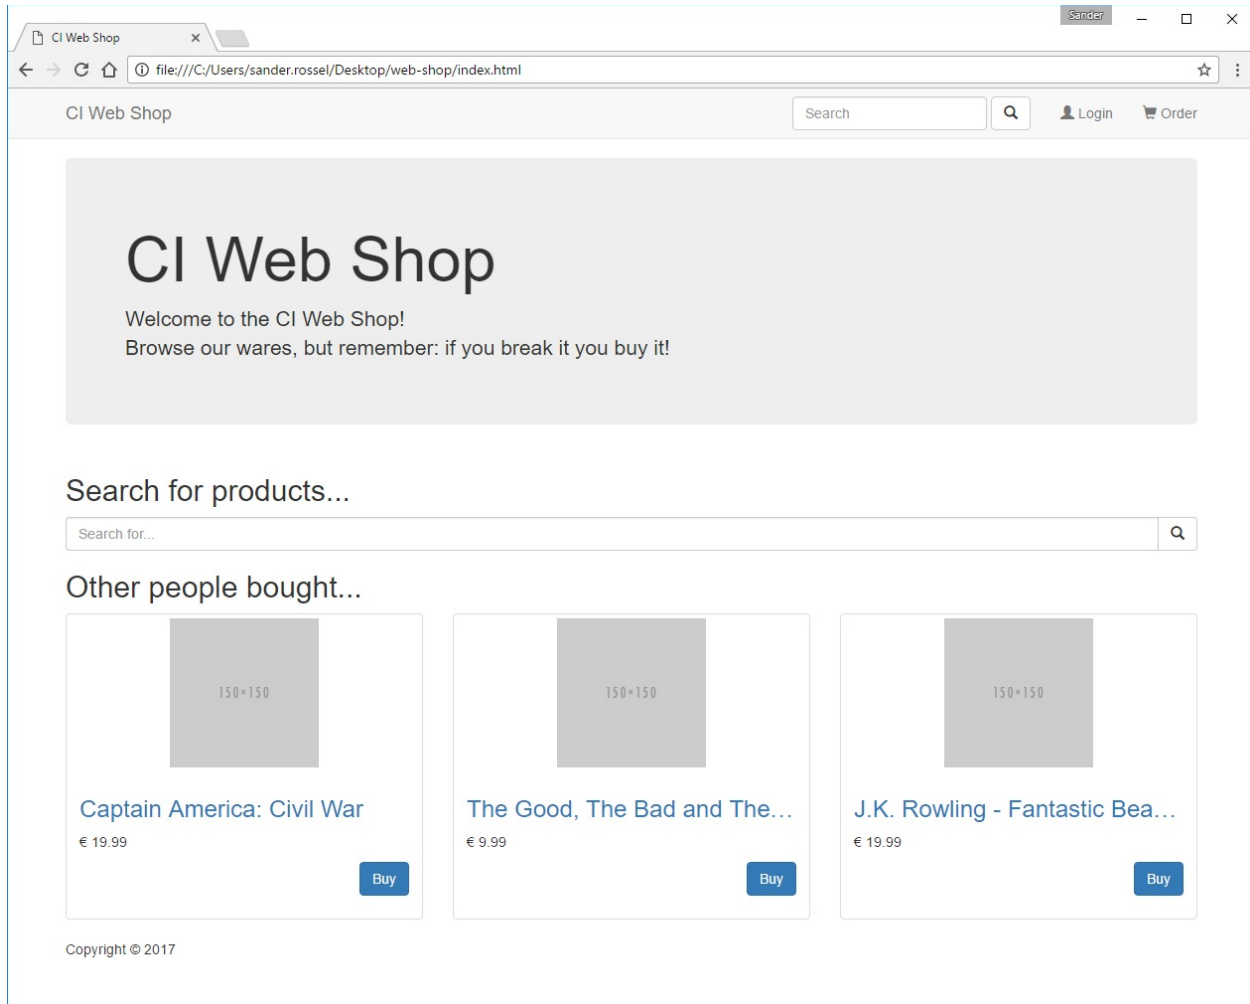 Sander
CI Web Shop
file:///C:/Users/sander.rossel/Desktop/web-shop/index.html
CI Web Shop
Search
Login
Order
CI Web Shop
Welcome to the CI Web Shop!
Browse our wares, but remember: if you break it you buy it!
Search for products...
Search for...
Other people bought...
150×150
150×150
150×150
Captain America: Civil War
The Good, The Bad and The...
J.K. Rowling - Fantastic Bea...
€ 19.99
€ 9.99
€ 19.99
Buy
Buy
Buy
Copyright © 2017